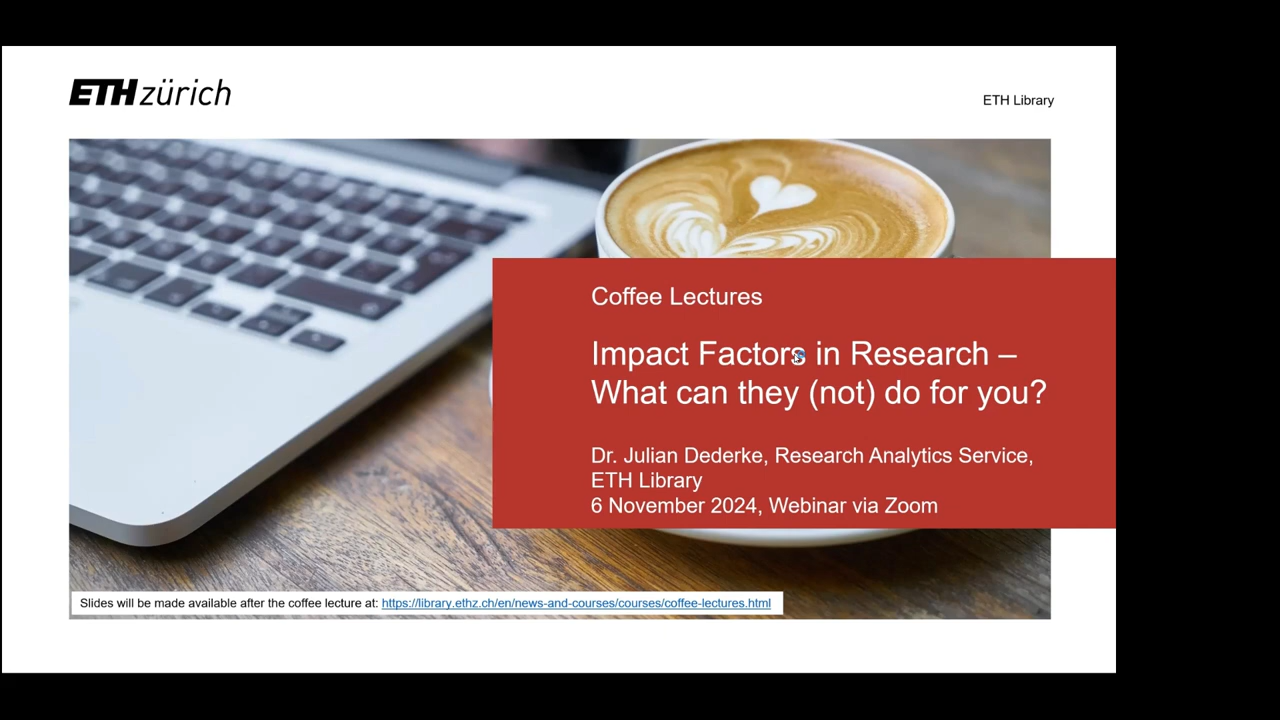 ETH zürich
ETH Library
Coffee Lectures
Impact Factors in Research –
What can they (not) do for you?
Dr. Julian Dederke, Research Analytics Service,
ETH Library
6 November 2024, Webinar via Zoom
Slides will be made available after the coffee lecture at: https://library.ethz.ch/en/news-and-courses/courses/coffee-lectures.html